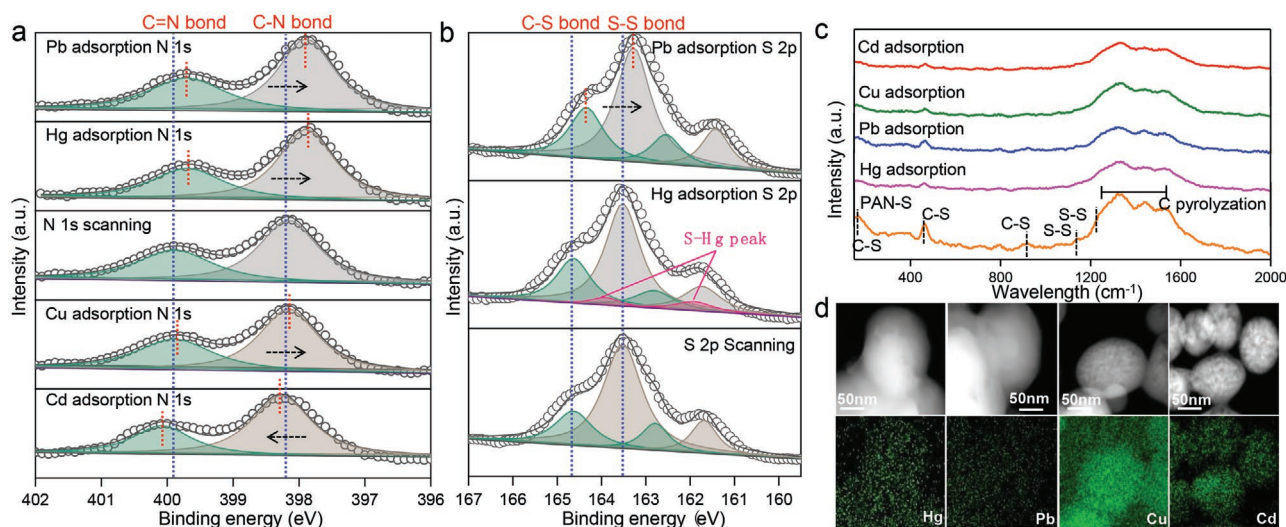 a
C=N bond
C-N bond
Pb adsorption N 1s
Hg adsorption N 1s
N 1s scanning
Cu adsorption N 1s
Cd adsorption N 1s
Intensity (a.u.)
402 401 400 399 398 397 396
Binding energy (eV)
b
C-S bond
S-S bond
Pb adsorption S 2p
Hg adsorption S 2p
S-Hg peak
S 2p Scanning
Intensity (a.u.)
167 166 165 164 163 162 161 160
Binding energy (eV)
c
Cd adsorption
Cu adsorption
Pb adsorption
Hg adsorption
PAN-S
C-S
C-S
C-S
S-S
S-S
C pyrolyzation
Intensity (a.u.)
400 800 1200 1600 2000
Wavelength (cm-1)
d
50nm
50nm
50nm
50nm
Hg
Pb
Cu
Cd